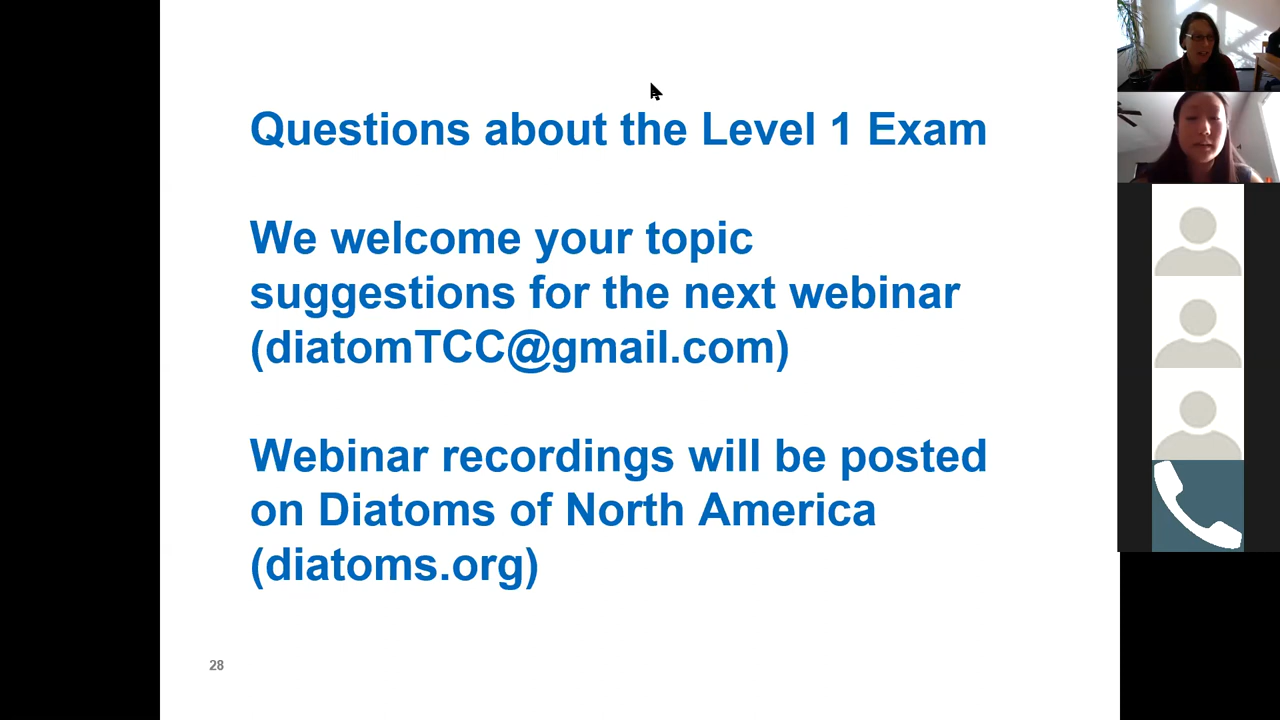 Questions about the Level 1 Exam
We welcome your topic
suggestions for the next webinar
(diatomTCC@gmail.com)
Webinar recordings will be posted
on Diatoms of North America
(diatoms.org)
28